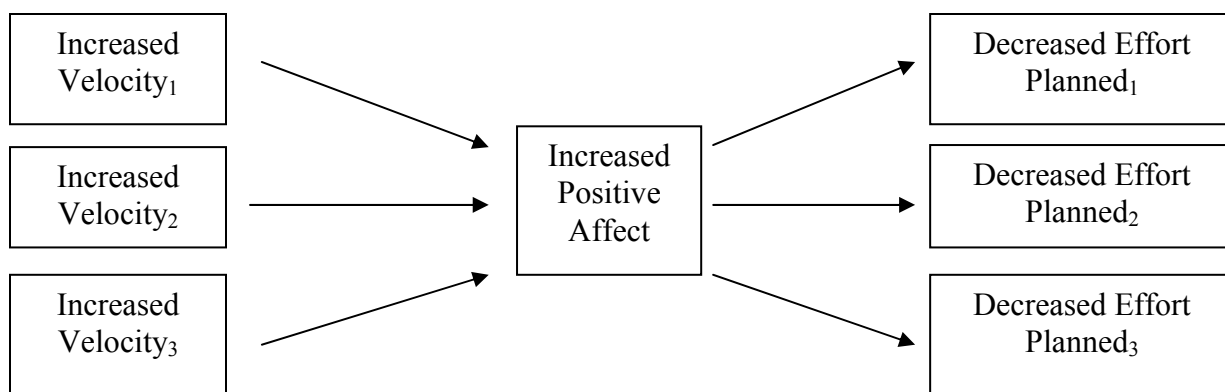 Increased
Velocity₁
Increased
Velocity₂
Increased
Velocity₃
Increased
Positive
Affect
Decreased Effort
Planned₁
Decreased Effort
Planned₂
Decreased Effort
Planned₃